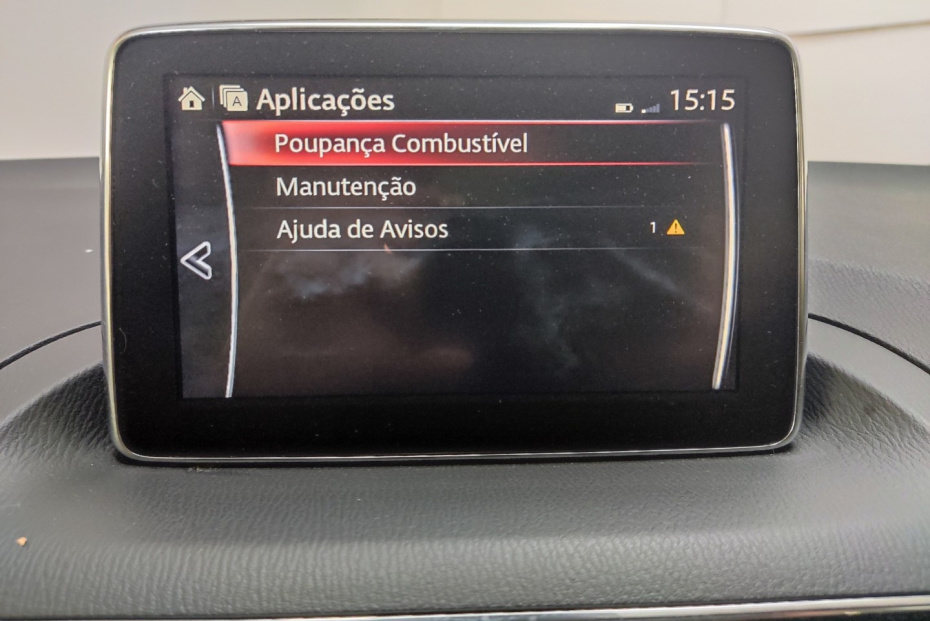 A Aplicações 15:15
Poupança Combustível
Manutenção
Ajuda de Avisos 1